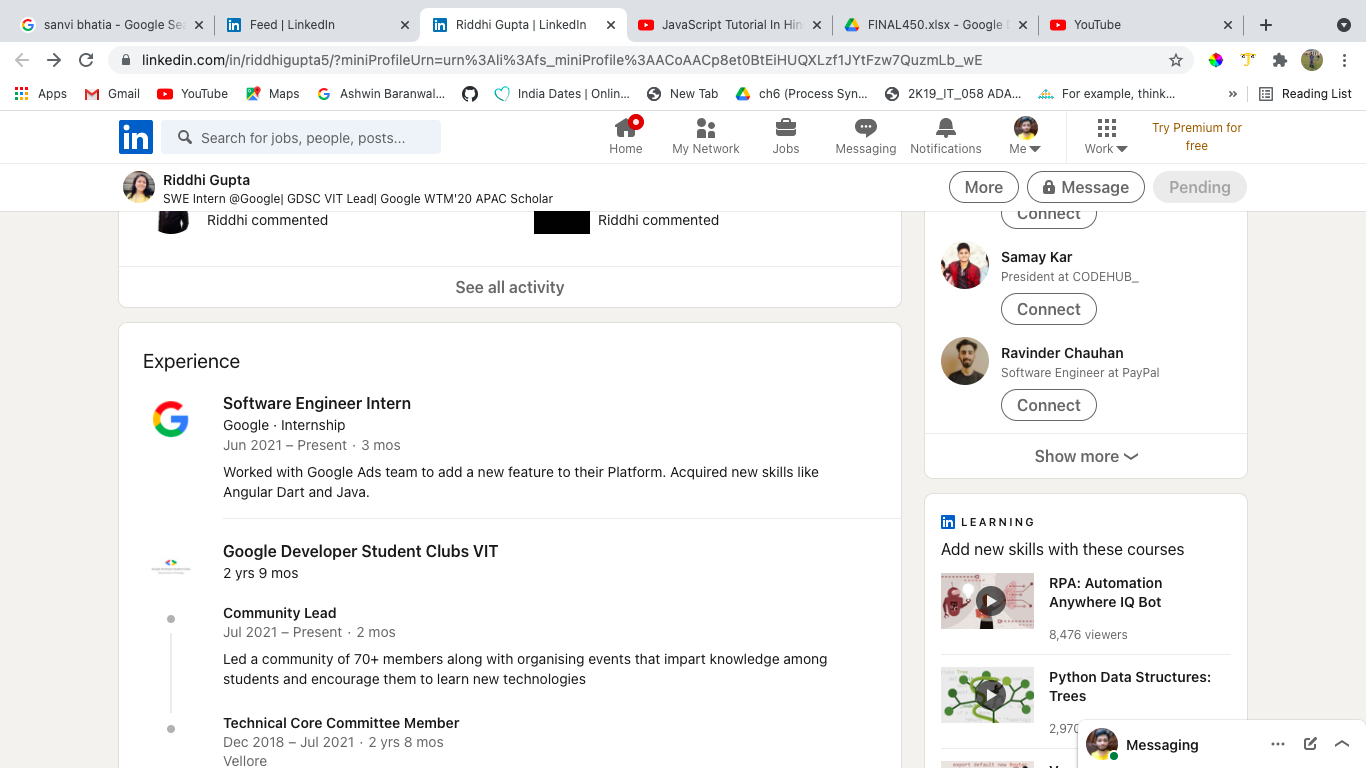 sanvi bhatia - Google Sea
Feed | LinkedIn
Riddhi Gupta | LinkedIn
JavaScript Tutorial In Hin
FINAL450.xlsx - Google D
YouTube
linkedin.com/in/riddhigupta5/?miniProfileUrn=urn%3Ali%3Afs_miniProfile%3AACoAACp8et0BtEiHUQXLzf1JYtFzw7QuzmLb_wE
Apps
Gmail
YouTube
Maps
Ashwin Baranwal...
India Dates | Onlin...
New Tab
ch6 (Process Syn...
2K19_IT_058 ADA...
For example, think...
»
Reading List
in
Search for jobs, people, posts...
Home
My Network
Jobs
Messaging
Notifications
Me
Work
Try Premium for
free
Riddhi Gupta
SWE Intern @Google| GDSC VIT Lead| Google WTM'20 APAC Scholar
More
Message
Pending
Riddhi commented
Riddhi commented
See all activity
Experience
Software Engineer Intern
Google · Internship
Jun 2021 – Present · 3 mos
Worked with Google Ads team to add a new feature to their Platform. Acquired new skills like
Angular Dart and Java.
Google Developer Student Clubs VIT
2 yrs 9 mos
Community Lead
Jul 2021 – Present · 2 mos
Led a community of 70+ members along with organising events that impart knowledge among
students and encourage them to learn new technologies
Technical Core Committee Member
Dec 2018 – Jul 2021 · 2 yrs 8 mos
Vellore
Connect
Samay Kar
President at CODEHUB_
Connect
Ravinder Chauhan
Software Engineer at PayPal
Connect
Show more
in LEARNING
Add new skills with these courses
RPA: Automation
Anywhere IQ Bot
8,476 viewers
Python Data Structures:
Trees
2,970
Messaging